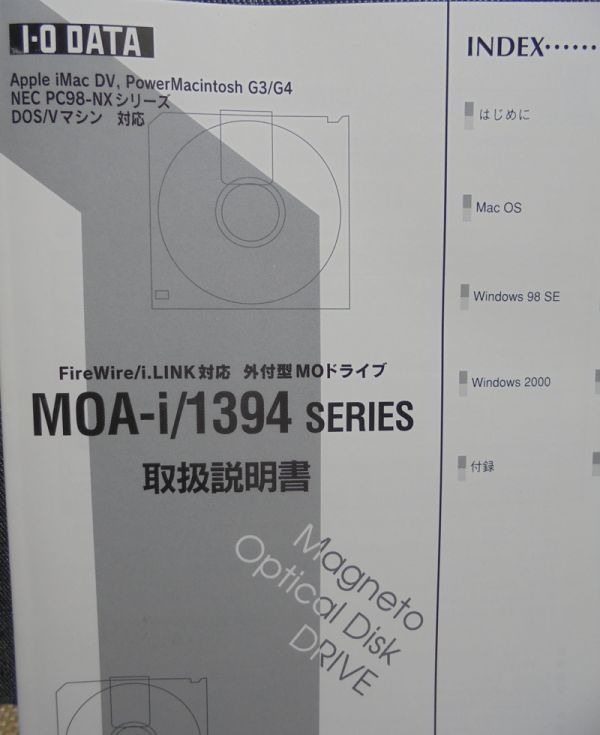 I-O DATA
Apple iMac DV, PowerMacintosh G3/G4
NEC PC98-NXシリーズ
DOS/Vマシン 対応
FireWire/i.LINK対応 外付型MOドライブ
MOA-i/1394 SERIES
取扱説明書
Magneto
Optical Disk
DRIVE
INDEX……
はじめに
Mac OS
Windows 98 SE
Windows 2000
付録